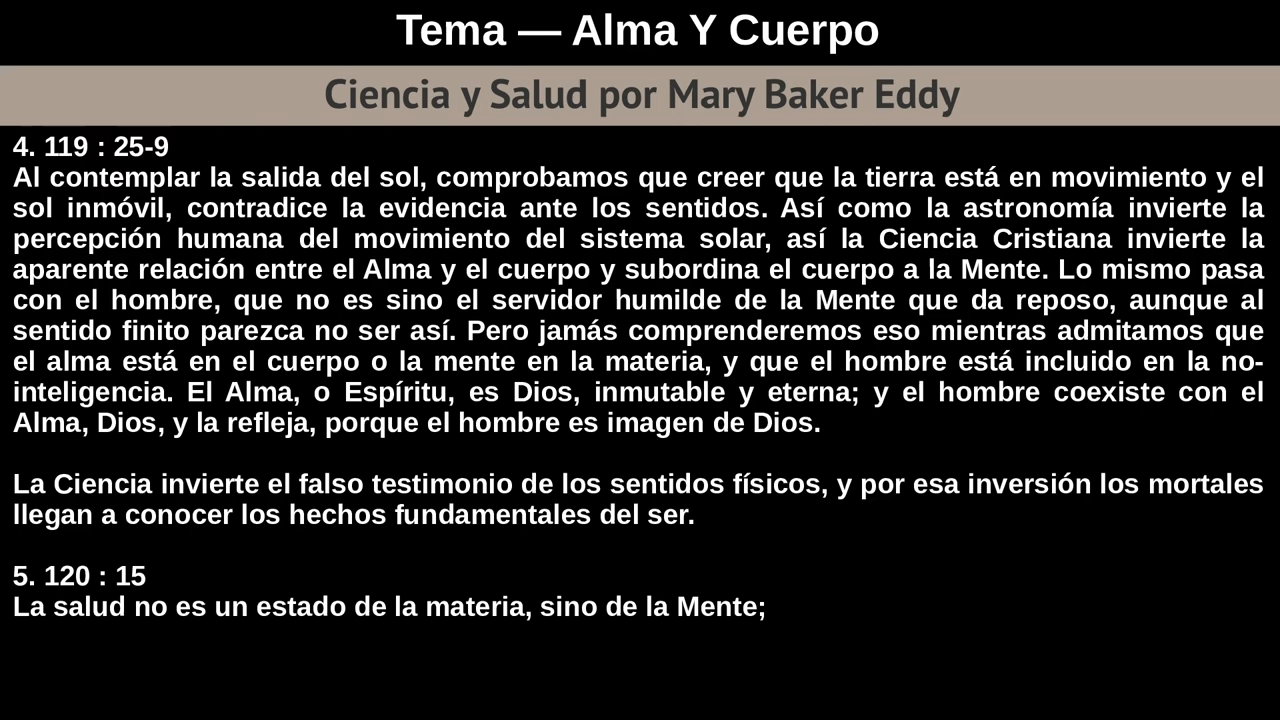 Tema — Alma Y Cuerpo
Ciencia y Salud por Mary Baker Eddy
4. 119 : 25-9
Al contemplar la salida del sol, comprobamos que creer que la tierra está en movimiento y el
sol inmóvil, contradice la evidencia ante los sentidos. Así como la astronomía invierte la
percepción humana del movimiento del sistema solar, así la Ciencia Cristiana invierte la
aparente relación entre el Alma y el cuerpo y subordina el cuerpo a la Mente. Lo mismo pasa
con el hombre, que no es sino el servidor humilde de la Mente que da reposo, aunque al
sentido finito parezca no ser así. Pero jamás comprenderemos eso mientras admitamos que
el alma está en el cuerpo o la mente en la materia, y que el hombre está incluido en la no-
inteligencia. El Alma, o Espíritu, es Dios, inmutable y eterna; y el hombre coexiste con el
Alma, Dios, y la refleja, porque el hombre es imagen de Dios.
La Ciencia invierte el falso testimonio de los sentidos físicos, y por esa inversión los mortales
llegan a conocer los hechos fundamentales del ser.
5. 120 : 15
La salud no es un estado de la materia, sino de la Mente;